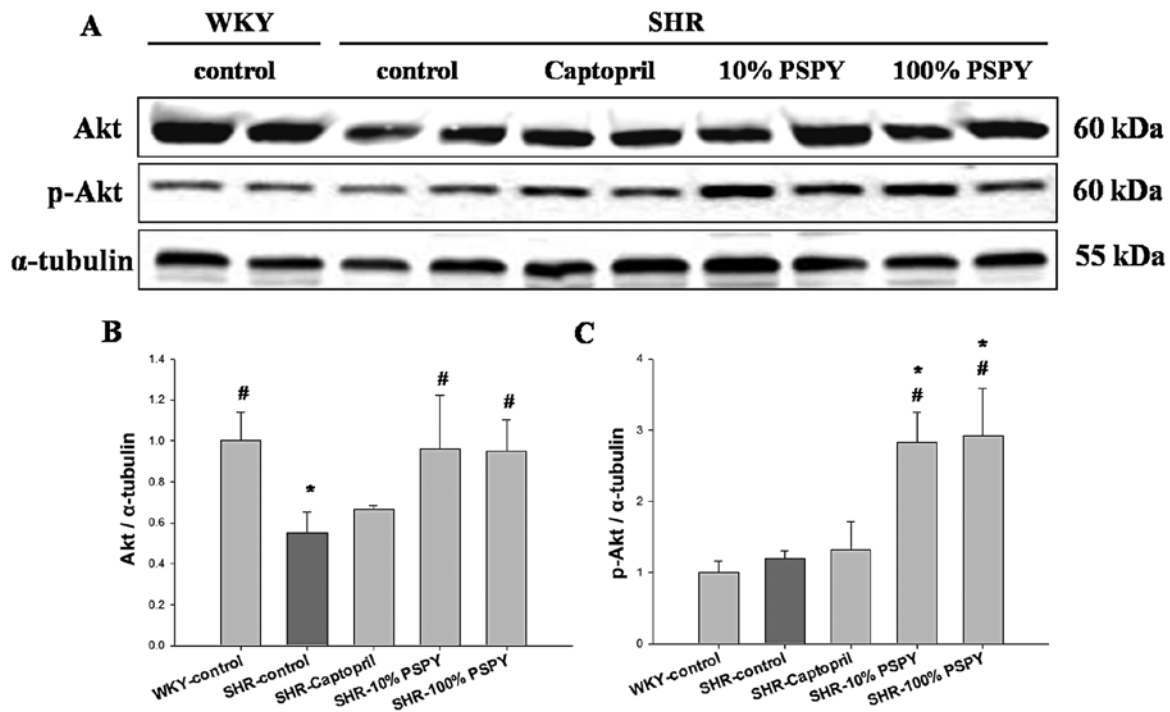 A
WKY
SHR
control
control
Captopril
10% PSPY
100% PSPY
Akt
60 kDa
p-Akt
60 kDa
α-tubulin
55 kDa
B
Akt / α-tubulin
1.4
1.2
1.0
0.8
0.6
0.4
0.2
0.0
#
*
#
#
WKY-control
SHR-control
SHR-Captopril
SHR-10% PSPY
SHR-100% PSPY
C
p-Akt / α-tubulin
4
3
2
1
0
*
#
*
#
WKY-control
SHR-control
SHR-Captopril
SHR-10% PSPY
SHR-100% PSPY